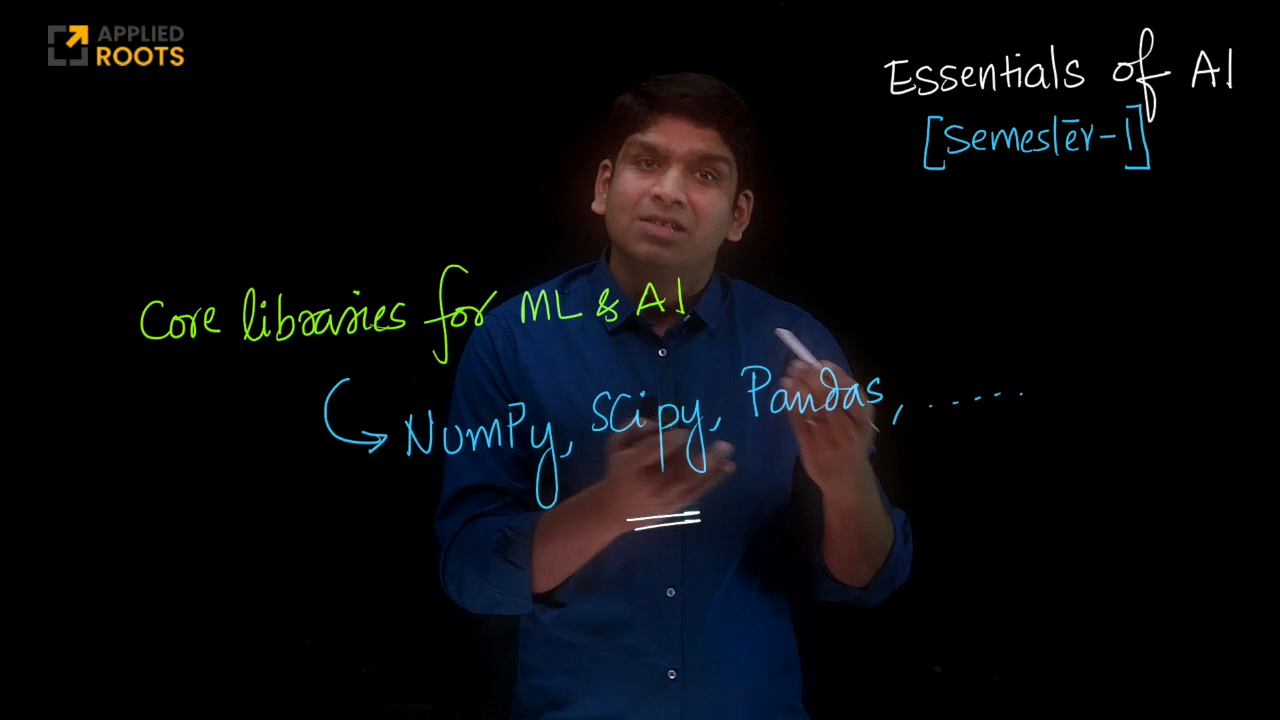 APPLIED
ROOTS
Essentials of AI
[Semester-1]
Core libraries for ML & AI
NumPy, SCipy, Pandas, ......